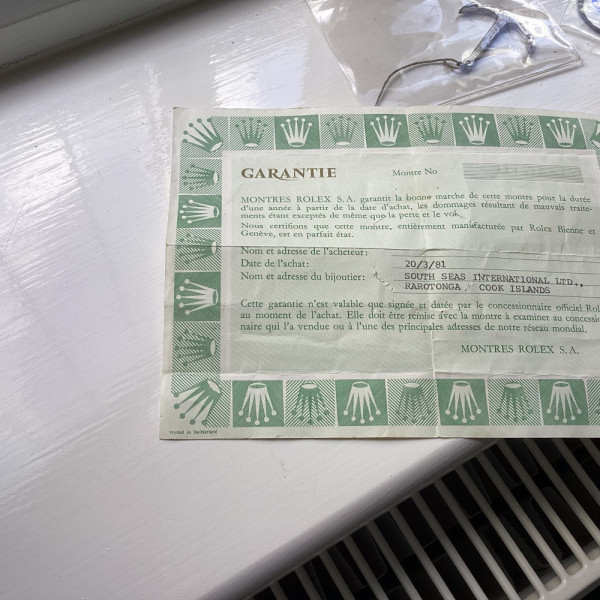 GARANTIE Montre No
MONTRES ROLEX S.A. garantit la bonne marche de cette montre pour la durée
d'une année à partir de la date d'achat, les dommages résultant de mauvais traite-
ments étant exceptés de même que la perte et le vol.
Nous certifions que cette montre, entièrement manufacturée par Rolex Bienne et
Genève, est en parfait état.
Nom et adresse de l'acheteur:
Date de l'achat: 20/3/81
Nom et adresse du bijoutier: SOUTH SEAS INTERNATIONAL LTD.,
RAROTONGA, COOK ISLANDS
Cette garantie n'est valable que signée et datée par le concessionnaire officiel Rol
au moment de l'achat. Elle doit être remise avec la montre à examiner au concession
naire qui l'a vendue ou à l'une des principales adresses de notre réseau mondial.
MONTRES ROLEX S.A.
Printed in Switzerland